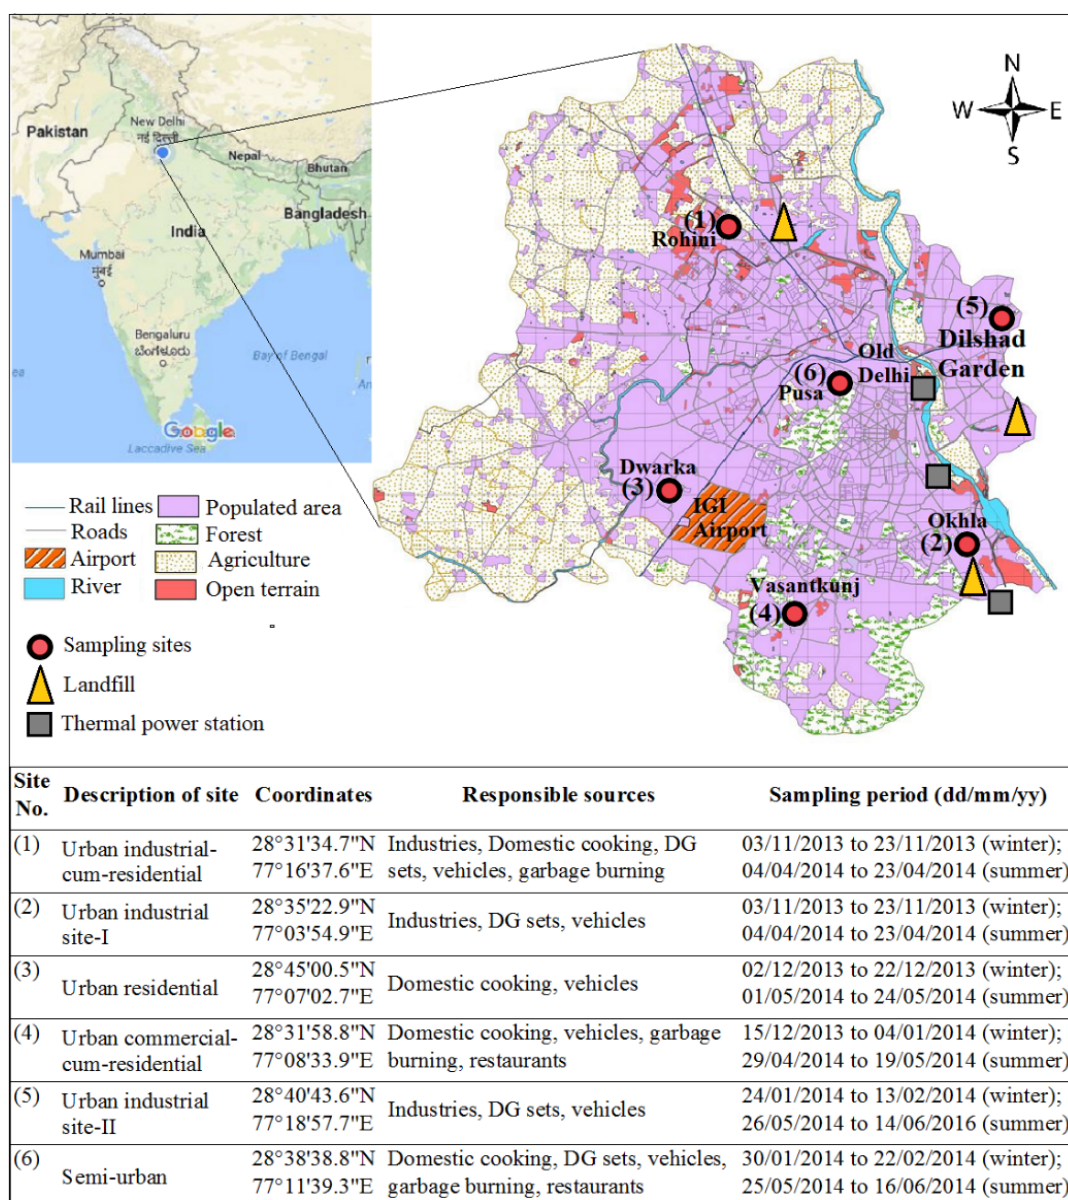 New Delhi
नई दिल्ली
Pakistan
Nepal
Bhutan
Bangladesh
India
Mumbai
मुंबई
Bengaluru
ಬೆಂಗಳೂರು
Bay of Bengal
An
ea
Google
Laccadive Sea
N
W E
S
(1)
Rohini
(5)
Dilshad
Garden
Old
Delhi
(6)
Pusa
Dwarka
(3)
IGI
Airport
Okhla
(2)
Vasantkunj
(4)
Rail lines Populated area
Roads Forest
Airport Agriculture
River Open terrain
Sampling sites
Landfill
Thermal power station
Site No. Description of site Coordinates Responsible sources Sampling period (dd/mm/yy)
(1) Urban industrial- 28°31'34.7"N Industries, Domestic cooking, DG 03/11/2013 to 23/11/2013 (winter);
cum-residential 77°16'37.6"E sets, vehicles, garbage burning 04/04/2014 to 23/04/2014 (summer)
(2) Urban industrial 28°35'22.9"N Industries, DG sets, vehicles 03/11/2013 to 23/11/2013 (winter);
site-I 77°03'54.9"E 04/04/2014 to 23/04/2014 (summer)
(3) Urban residential 28°45'00.5"N Domestic cooking, vehicles 02/12/2013 to 22/12/2013 (winter);
77°07'02.7"E 01/05/2014 to 24/05/2014 (summer)
(4) Urban commercial- 28°31'58.8"N Domestic cooking, vehicles, garbage 15/12/2013 to 04/01/2014 (winter);
cum-residential 77°08'33.9"E burning, restaurants 29/04/2014 to 19/05/2014 (summer)
(5) Urban industrial 28°40'43.6"N Industries, DG sets, vehicles 24/01/2014 to 13/02/2014 (winter);
site-II 77°18'57.7"E 26/05/2014 to 14/06/2016 (summer)
(6) Semi-urban 28°38'38.8"N Domestic cooking, DG sets, vehicles, 30/01/2014 to 22/02/2014 (winter);
77°11'39.3"E garbage burning, restaurants 25/05/2014 to 16/06/2014 (summer)